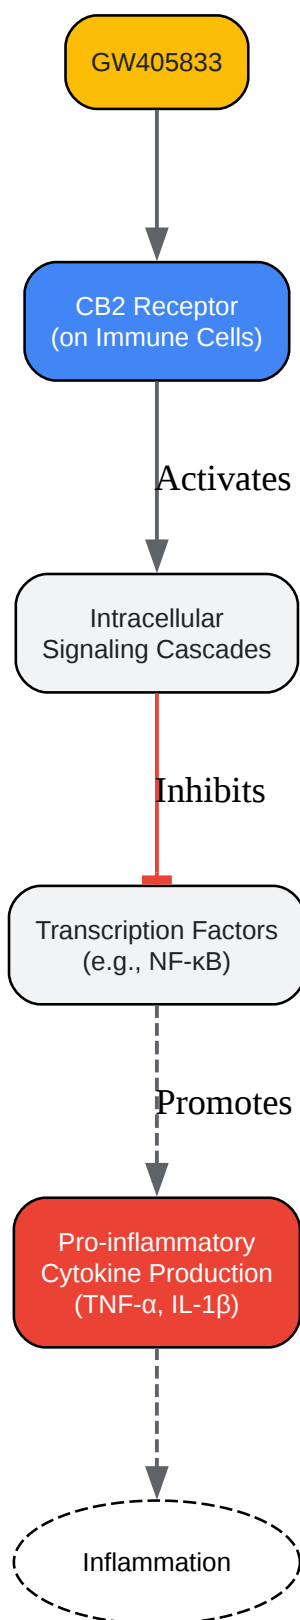 GW405833
CB2 Receptor
(on Immune Cells)
Activates
Intracellular
Signaling Cascades
Inhibits
Transcription Factors
(e.g., NF-κB)
Promotes
Pro-inflammatory
Cytokine Production
(TNF-α, IL-1β)
Inflammation